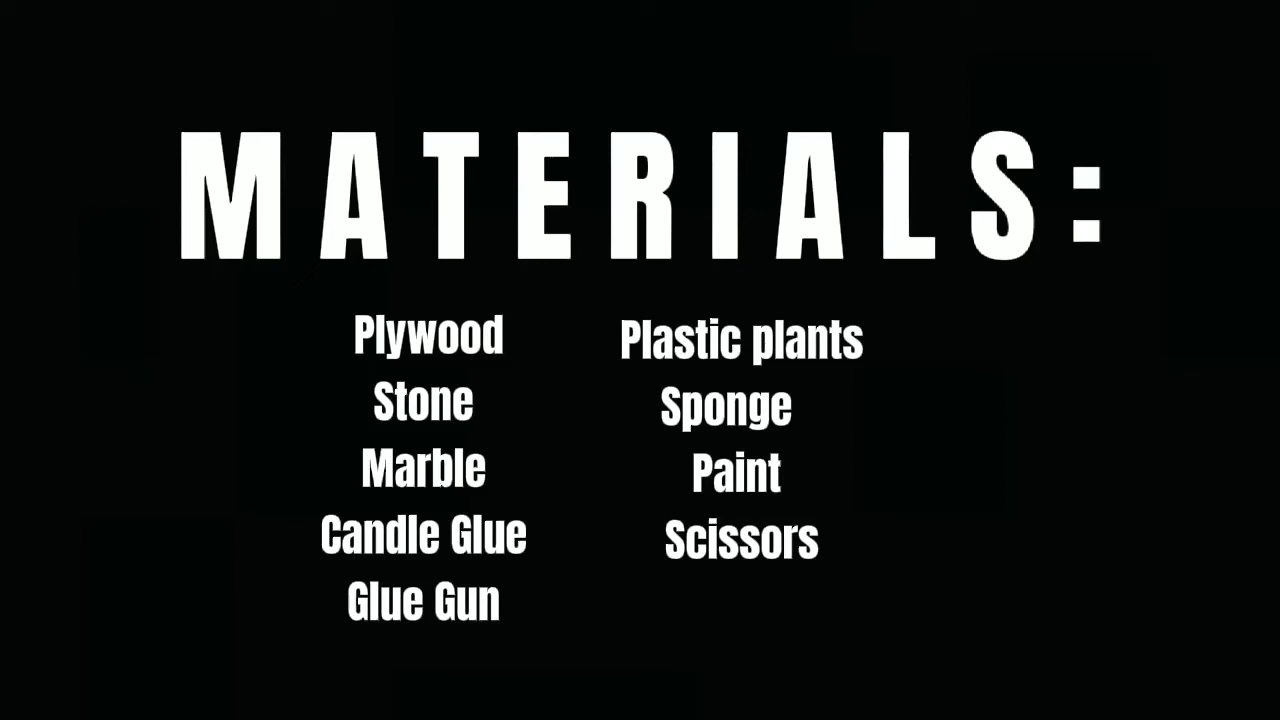 MATERIALS:
Plywood
Stone
Marble
Candle Glue
Glue Gun
Plastic plants
Sponge
Paint
Scissors